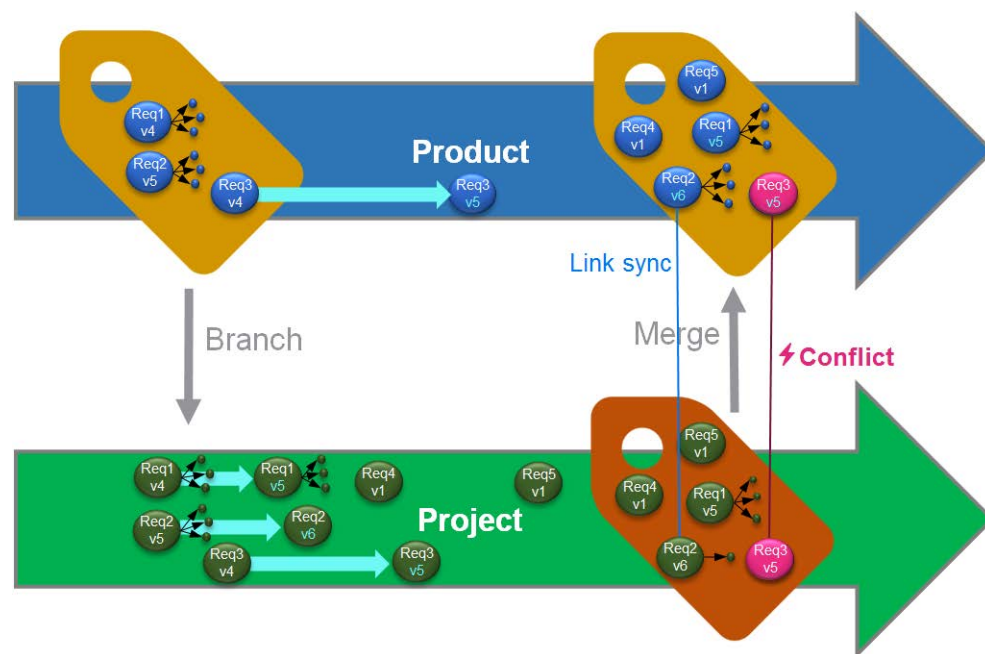 Req5
v1
Req1
v4
Req4
v1
Req1
v5
Product
Req2
v5
Req3
v4
Req3
v5
Req2
v6
Req3
v5
Link sync
Branch
Merge
Conflict
Req5
v1
Req1
v4
Req1
v5
Req4
v1
Req5
v1
Req4
v1
Req1
v5
Project
Req2
v5
Req2
v6
Req3
v4
Req3
v5
Req2
v6
Req3
v5